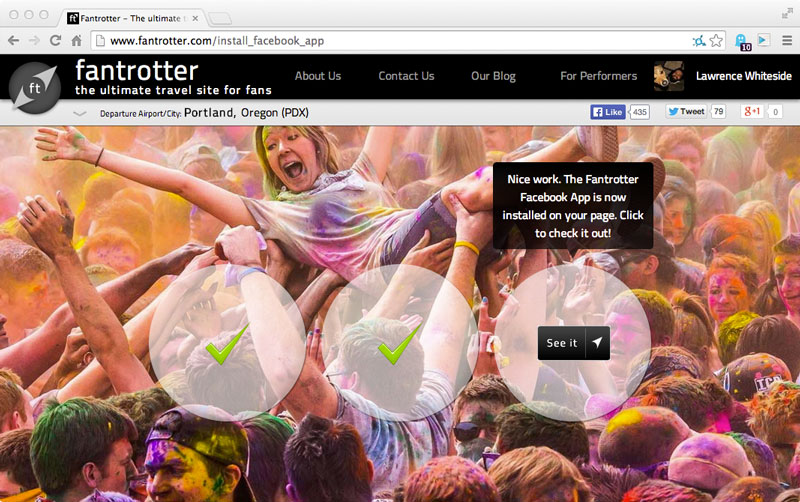 Fantrotter – The ultimate t
www.fantrotter.com/install_facebook_app
10
ft
fantrotter
the ultimate travel site for fans
About Us
Contact Us
Our Blog
For Performers
Lawrence Whiteside
Departure Airport/City: Portland, Oregon (PDX)
Like
435
Tweet
79
+1
0
Nice work. The Fantrotter
Facebook App is now
installed on your page. Click
to check it out!
See it